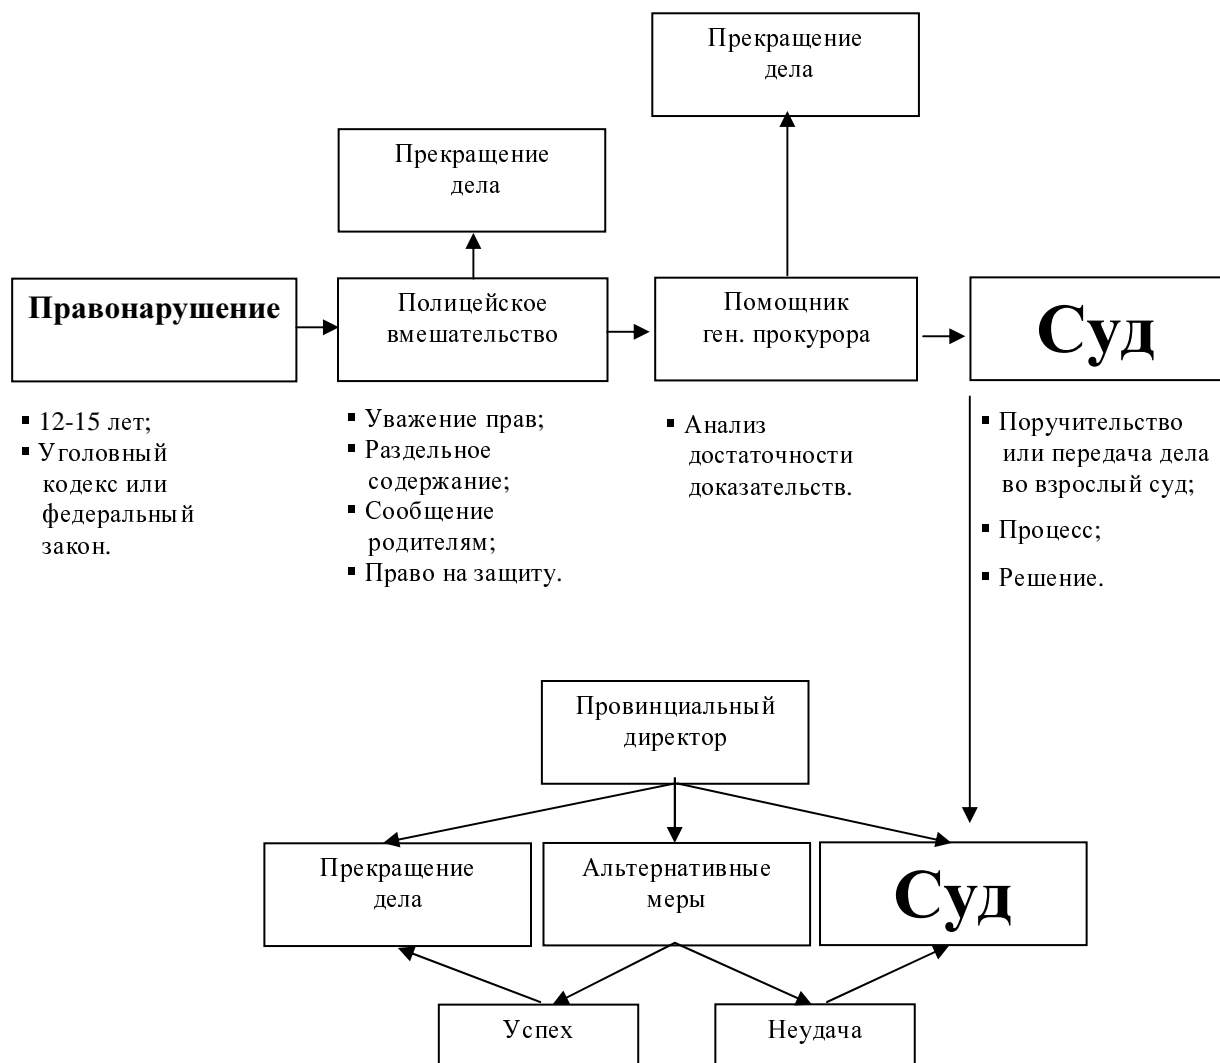 Прекращение
дела
Прекращение
дела
Правонарушение
Полицейское
вмешательство
Помощник
ген. прокурора
Суд
▪ 12-15 лет;
▪ Уголовный
кодекс или
федеральный
закон.
▪ Уважение прав;
▪ Раздельное
содержание;
▪ Сообщение
родителям;
▪ Право на защиту.
▪ Анализ
достаточности
доказательств.
▪ Поручительство
или передача дела
во взрослый суд;
▪ Процесс;
▪ Решение.
Провинциальный
директор
Прекращение
дела
Альтернативные
меры
Суд
Успех
Неудача